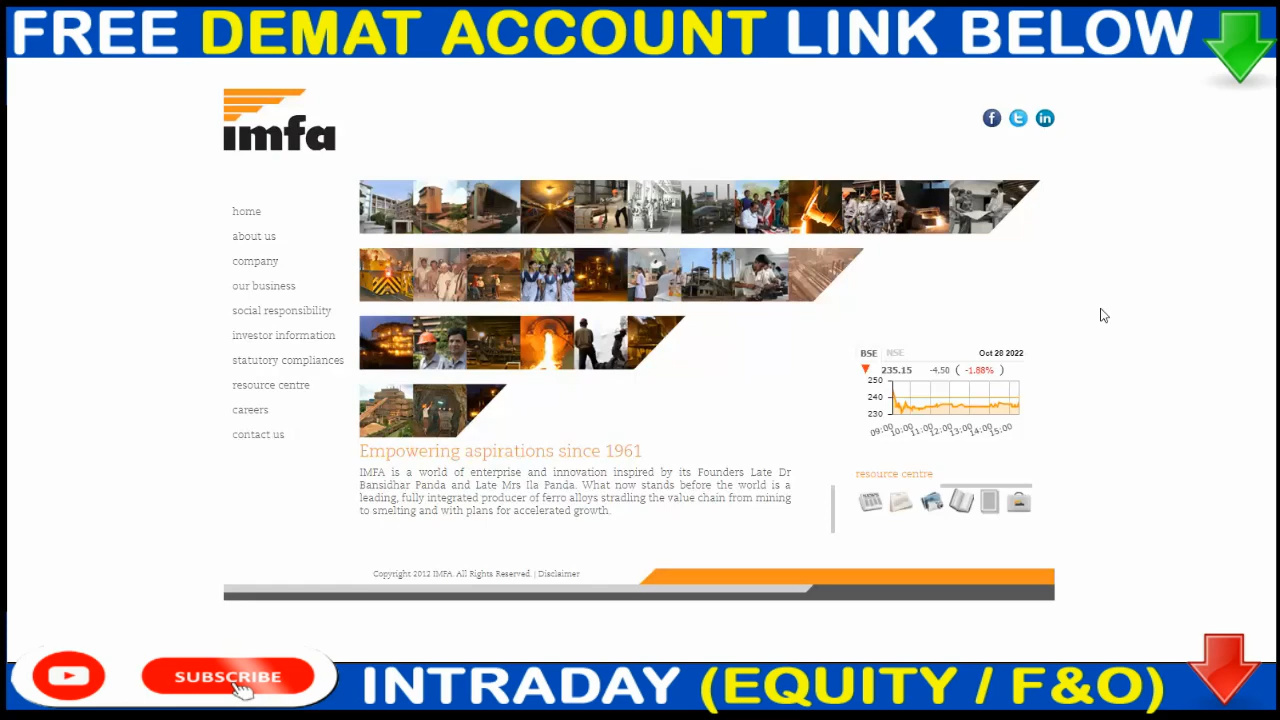 FREE DEMAT ACCOUNT LINK BELOW
imfa
home
about us
company
our business
social responsibility
investor information
statutory compliances
resource centre
careers
contact us
BSE NSE Oct 28 2022
235.15 -4.50 ( -1.88% )
250
240
230
09:00 10:00 11:00 12:00 13:00 14:00 15:00
Empowering aspirations since 1961
IMFA is a world of enterprise and innovation inspired by its Founders Late Dr
Bansidhar Panda and Late Mrs Ila Panda. What now stands before the world is a
leading, fully integrated producer of ferro alloys stradling the value chain from mining
to smelting and with plans for accelerated growth.
resource centre
Copyright 2012 IMFA. All Rights Reserved. | Disclaimer
SUBSCRIBE
INTRADAY (EQUITY / F&O)